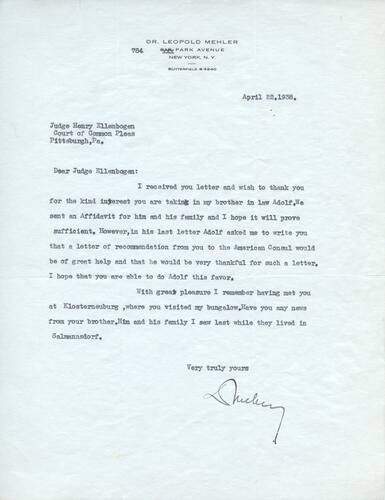 DR. LEOPOLD MEHLER
784 PARK AVENUE
NEW YORK, N. Y.
BUTTERFIELD 8-4240
April 22,1938.
Judge Henry Ellenbogen
Court of Common Pleas
Pittsburgh,Pa.
Dear Judge Ellenbogen:
I received you letter and wish to thank you
for the kind interest you are taking in my brother in law Adolf.We
sent an Affidavit for him and his family and I hope it will prove
sufficient. However,in his last letter Adolf asked me to write you
that a letter of recommendation from you to the American Consul would
be of great help and that he would be very thankful for such a letter.
I hope that you are able to do Adolf this favor.
With great pleasure I remember having met you
at Klosterneuburg ,where you visited my bungalow.Have you any news
from your brother.Him and his family I saw last while they lived in
Salmannsdorf.
Very truly yours